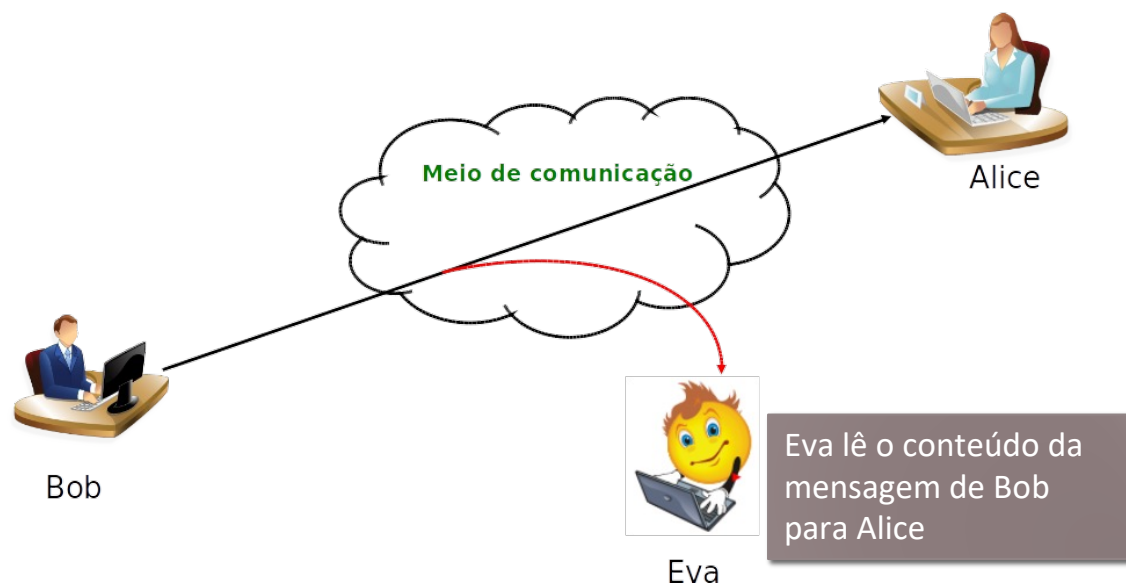 Meio de comunicação
Alice
Bob
Eva lê o conteúdo da
mensagem de Bob
para Alice
Eva